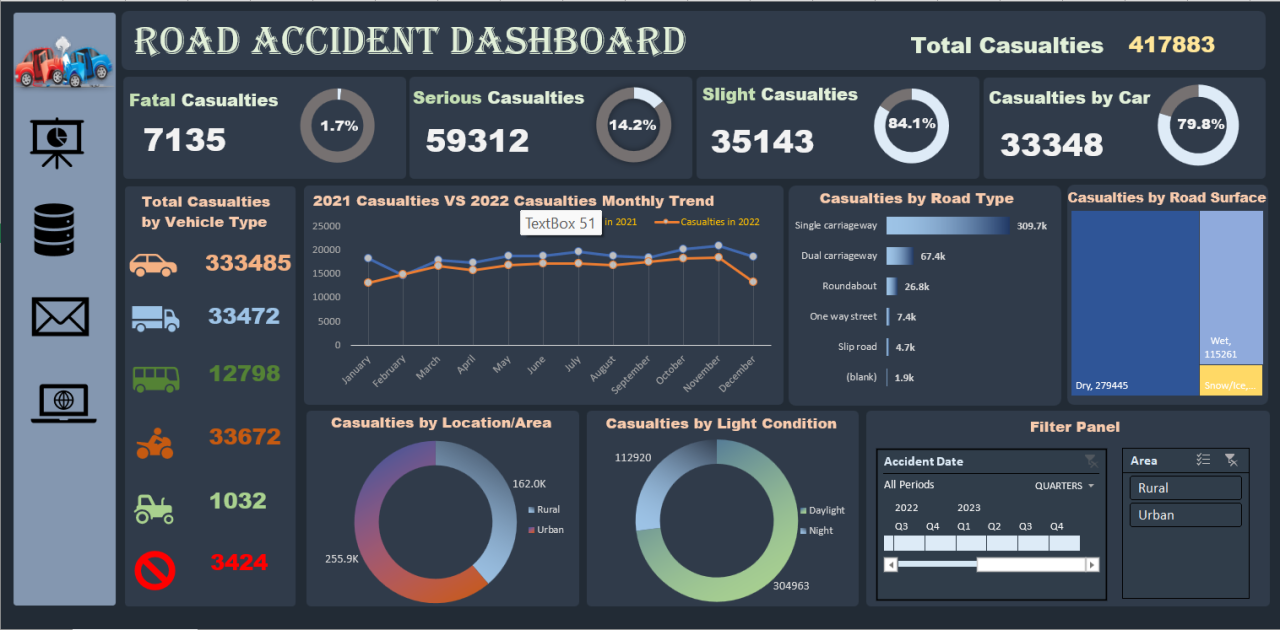 ROAD ACCIDENT DASHBOARD
Total Casualties 417883
Fatal Casualties
7135
1.7%
Serious Casualties
59312
14.2%
Slight Casualties
35143
84.1%
Casualties by Car
33348
79.8%
Total Casualties
by Vehicle Type
333485
33472
12798
33672
1032
3424
2021 Casualties VS 2022 Casualties Monthly Trend
TextBox 51
in 2021
Casualties in 2022
25000
20000
15000
10000
5000
0
January
February
March
April
May
June
July
August
September
October
November
December
Casualties by Road Type
Single carriageway 309.7k
Dual carriageway 67.4k
Roundabout 26.8k
One way street 7.4k
Slip road 4.7k
(blank) 1.9k
Casualties by Road Surface
Dry, 279445
Wet,
115261
Snow/Ice,...
Casualties by Location/Area
162.0K
255.9K
Rural
Urban
Casualties by Light Condition
112920
304963
Daylight
Night
Filter Panel
Accident Date
All Periods QUARTERS
2022 2023
Q3 Q4 Q1 Q2 Q3 Q4
Area
Rural
Urban